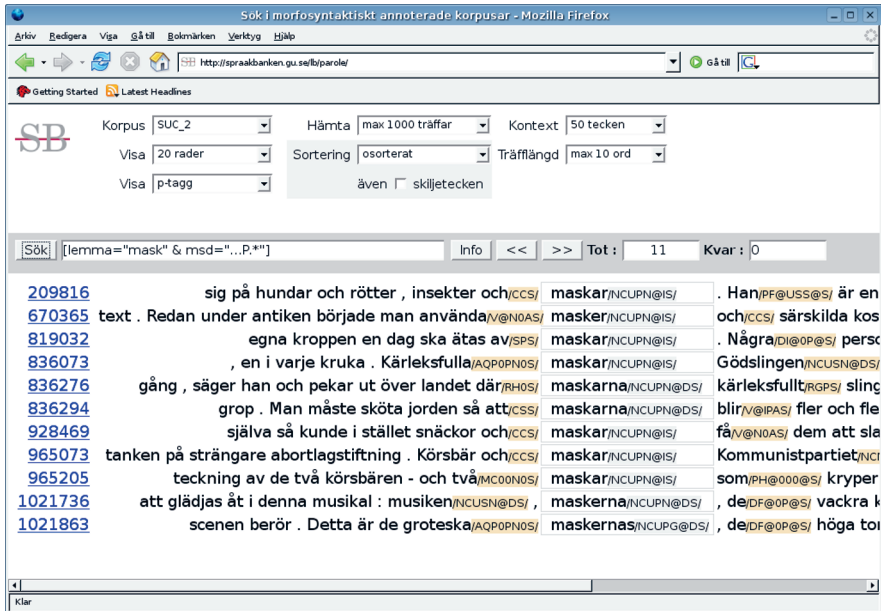 Sök i morfosyntaktiskt annoterade korpusar - Mozilla Firefox
Arkiv Redigera Visa Gå till Bokmärken Verktyg Hjälp
SB http://spraakbanken.gu.se/lb/parole/ Gå till G
Getting Started Latest Headlines
SB Korpus SUC_2 Hämta max 1000 träffar Kontext 50 tecken
Visa 20 rader Sortering osorterat Träfflängd max 10 ord
Visa p-tagg även skiljetecken
Sök [lemma="mask" & msd="...P.*"] Info << >> Tot : 11 Kvar : 0
209816 sig på hundar och rötter , insekter och/CCS/ maskar/NCUPN@IS/ . Han/PF@USS@S/ är en
670365 text . Redan under antiken började man använda/V@N0AS/ masker/NCUPN@IS/ och/CCS/ särskilda kos
819032 egna kroppen en dag ska ätas av/SPS/ maskar/NCUPN@IS/ . Några/DI@0P@S/ perso
836073 , en i varje kruka . Kärleksfulla/AQP0PN0S/ maskar/NCUPN@IS/ Gödslingen/NCUSN@DS/
836276 gång , säger han och pekar ut över landet där/RH0S/ maskarna/NCUPN@DS/ kärleksfullt/RGPS/ sling
836294 grop . Man måste sköta jorden så att/CSS/ maskarna/NCUPN@DS/ blir/V@IPAS/ fler och fle
928469 själva så kunde i stället snäckor och/CCS/ maskar/NCUPN@IS/ få/V@N0AS/ dem att sla
965073 tanken på strängare abortlagstiftning . Körsbär och/CCS/ maskar/NCUPN@IS/ Kommunistpartiet/NC
965205 teckning av de två körsbären - och två/MC00N0S/ maskar/NCUPN@IS/ som/PH@000@S/ kryper
1021736 att glädjas åt i denna musikal : musiken/NCUSN@DS/ , maskerna/NCUPN@DS/ , de/DF@0P@S/ vackra k
1021863 scenen berör . Detta är de groteska/AQP0PN0S/ maskernas/NCUPG@DS/ , de/DF@0P@S/ höga to
Klar